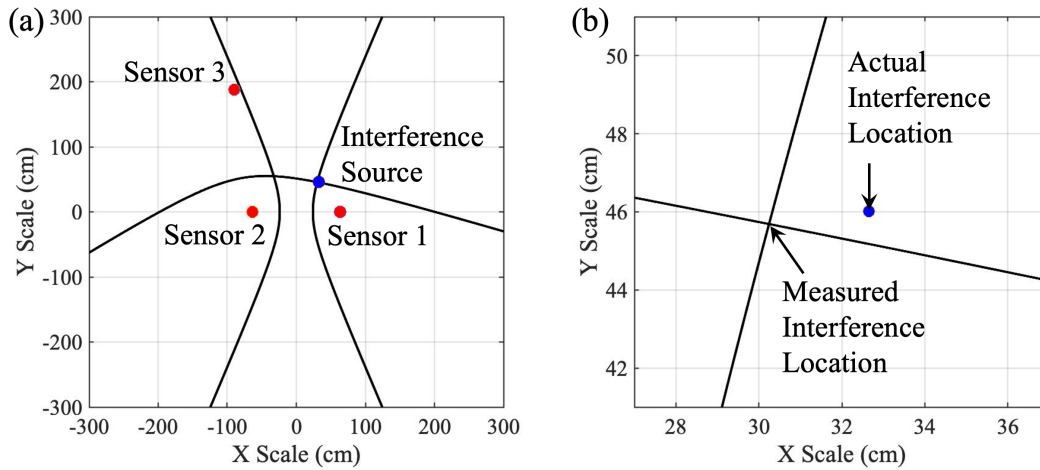 (a)
300
200
100
0
-100
-200
-300
Y Scale (cm)
Sensor 3
Interference
Source
Sensor 2
Sensor 1
-300
-200
-100
0
100
200
300
X Scale (cm)
(b)
50
48
46
44
42
Y Scale (cm)
Actual
Interference
Location
Measured
Interference
Location
28
30
32
34
36
X Scale (cm)